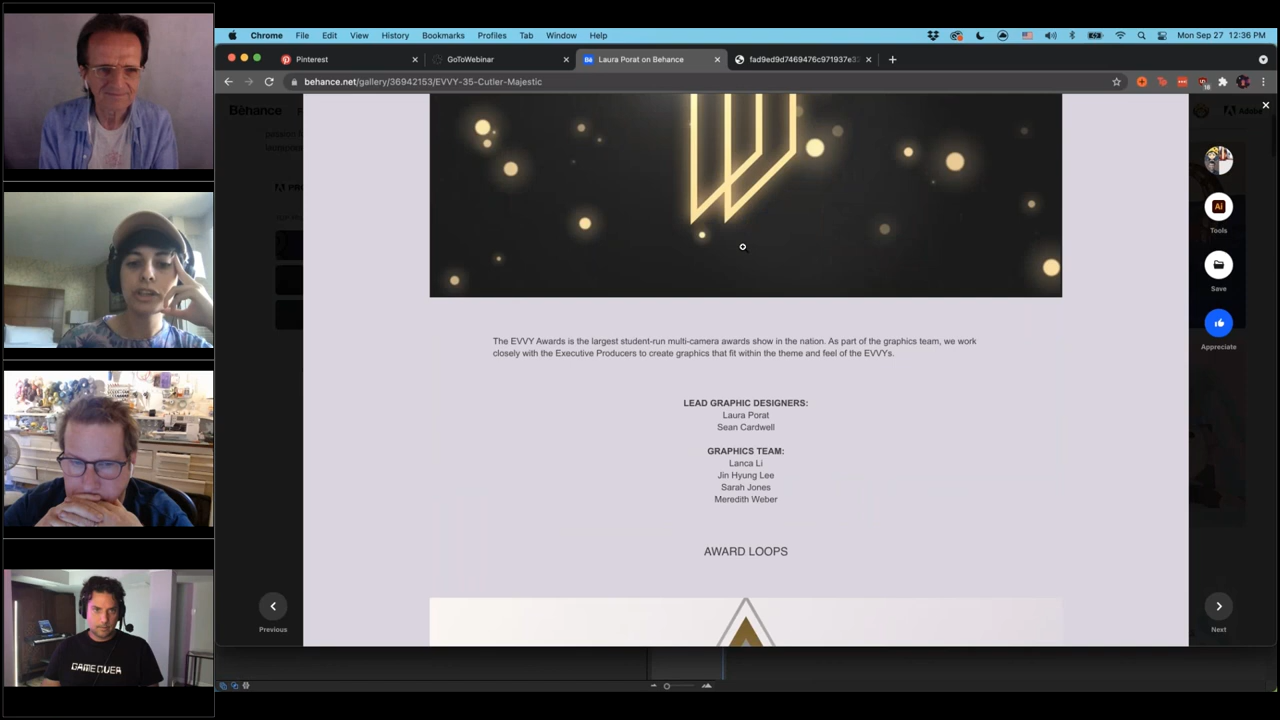 Chrome File Edit View History Bookmarks Profiles Tab Window Help
Mon Sep 27 12:36 PM
Pinterest
GoToWebinar
Laura Porat on Behance
fad9ed9d7469476c971937e3
behance.net/gallery/36942153/EVVY-35-Cutler-Majestic
Behance
Adobe
The EVVY Awards is the largest student-run multi-camera awards show in the nation. As part of the graphics team, we work
closely with the Executive Producers to create graphics that fit within the theme and feel of the EVVYs.
LEAD GRAPHIC DESIGNERS:
Laura Porat
Sean Cardwell
GRAPHICS TEAM:
Lanca Li
Jin Hyung Lee
Sarah Jones
Meredith Weber
AWARD LOOPS
Ai
Tools
Save
Appreciate
Previous
Next
GAME OVER